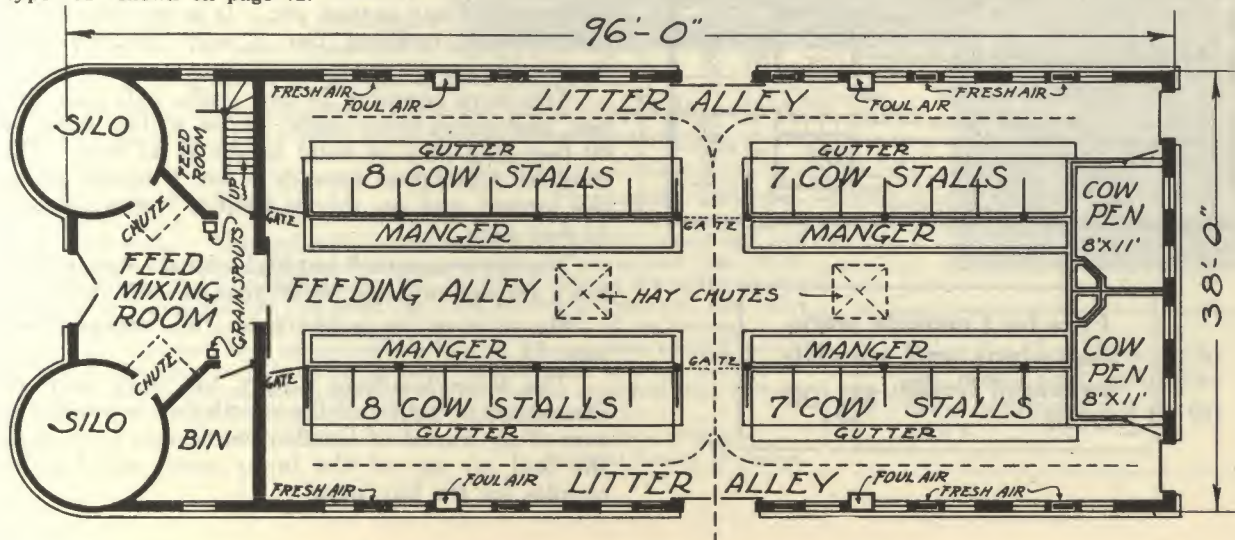 96'-0"
FRESH AIR
FOUL AIR
LITTER ALLEY
FOUL AIR
FRESH AIR
SILO
FEED ROOM
UP
GUTTER
8 COW STALLS
GUTTER
7 COW STALLS
COW
PEN
8'X11'
CHUTE
GATE
GATE
MANGER
MANGER
FEED
MIXING
ROOM
GRAIN SPOUTS
FEEDING ALLEY
HAY CHUTES
38'-0"
CHUTE
GATE
MANGER
GATE
MANGER
COW
PEN
8'X11'
SILO
BIN
8 COW STALLS
GUTTER
7 COW STALLS
GUTTER
FRESH AIR
FOUL AIR
LITTER ALLEY
FOUL AIR
FRESH AIR